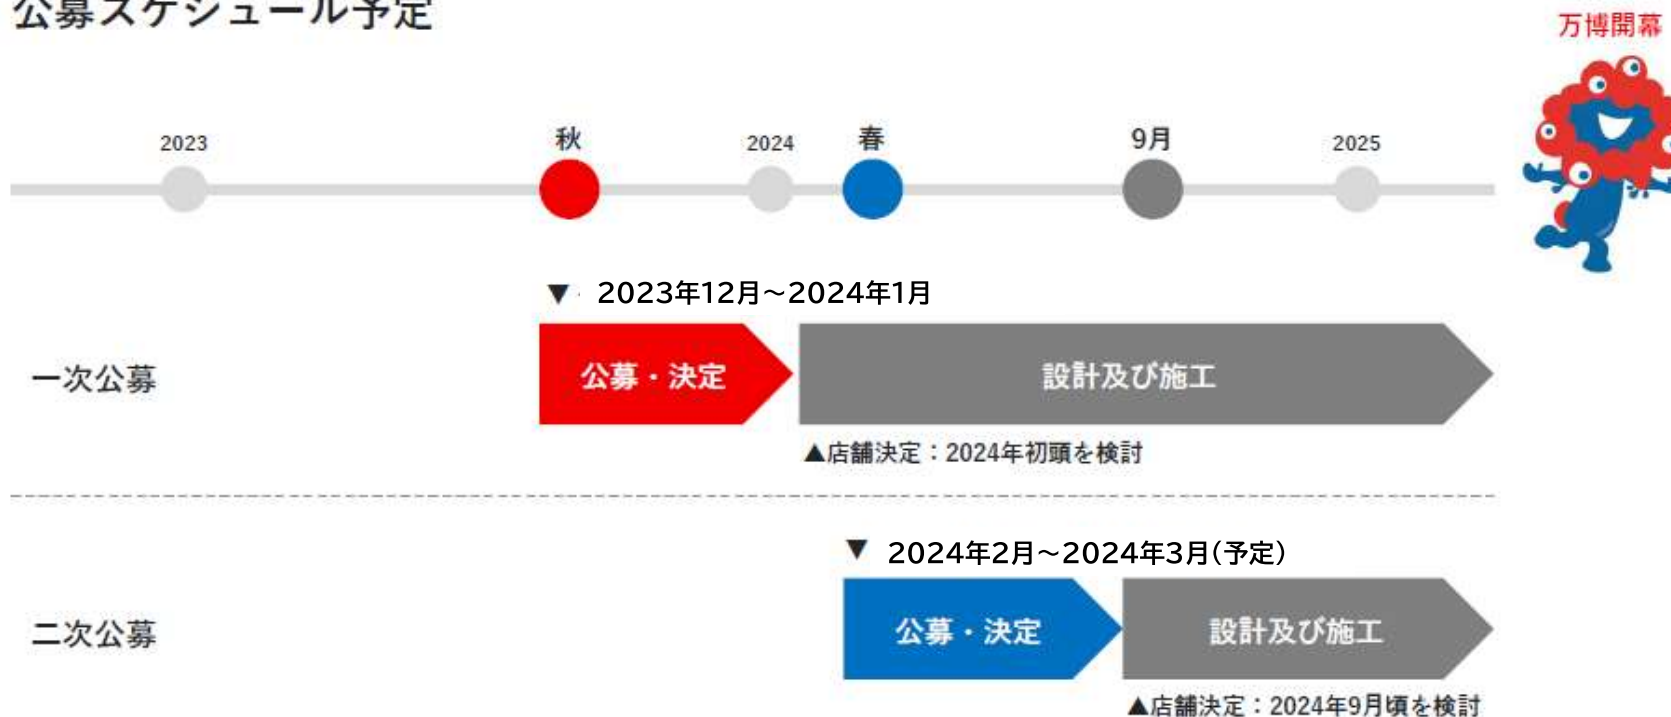 公募スケジュール予定
万博開幕
2023
秋
2024
春
9月
2025
▼ 2023年12月～2024年1月
一次公募
公募・決定
設計及び施工
▲店舗決定：2024年初頭を検討
▼ 2024年2月～2024年3月(予定)
二次公募
公募・決定
設計及び施工
▲店舗決定：2024年9月頃を検討